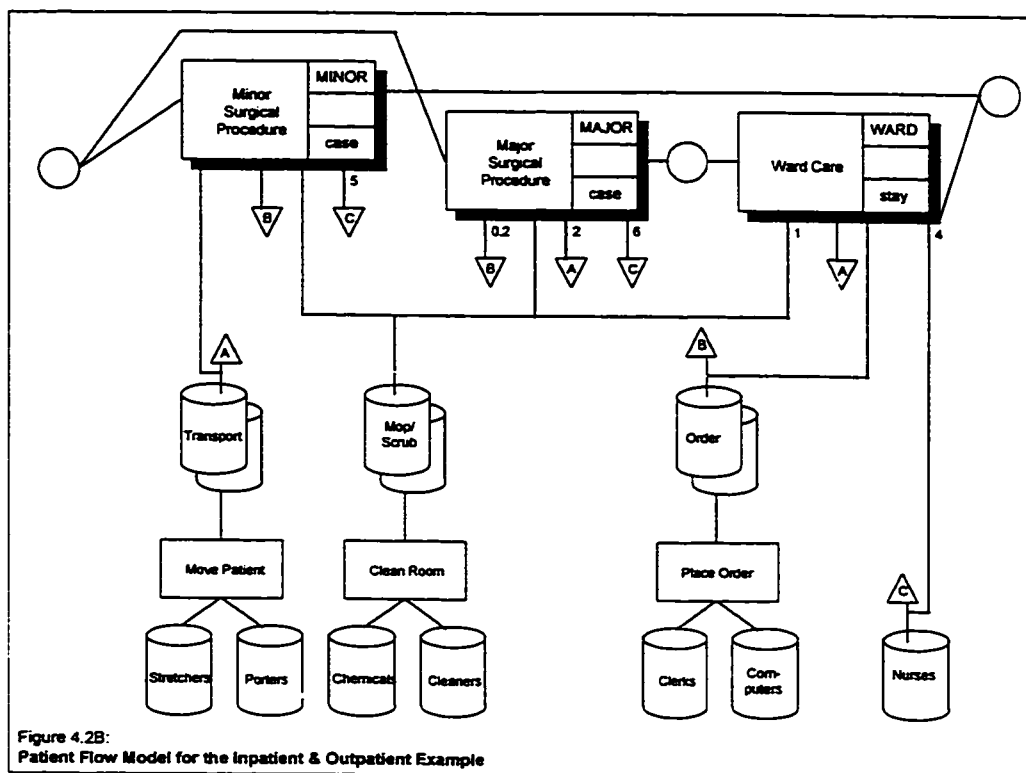 Minor
Surgical
Procedure
MINOR
case
5
B
C
Major
Surgical
Procedure
MAJOR
case
0.2
2
6
B
A
C
Ward Care
WARD
stay
1
4
A
A
B
Transport
Mop/
Scrub
Order
Move Patient
Clean Room
Place Order
C
Stretchers
Porters
Chemicals
Cleaners
Clerks
Com-
puters
Nurses
Figure 4.2B:
Patient Flow Model for the Inpatient & Outpatient Example